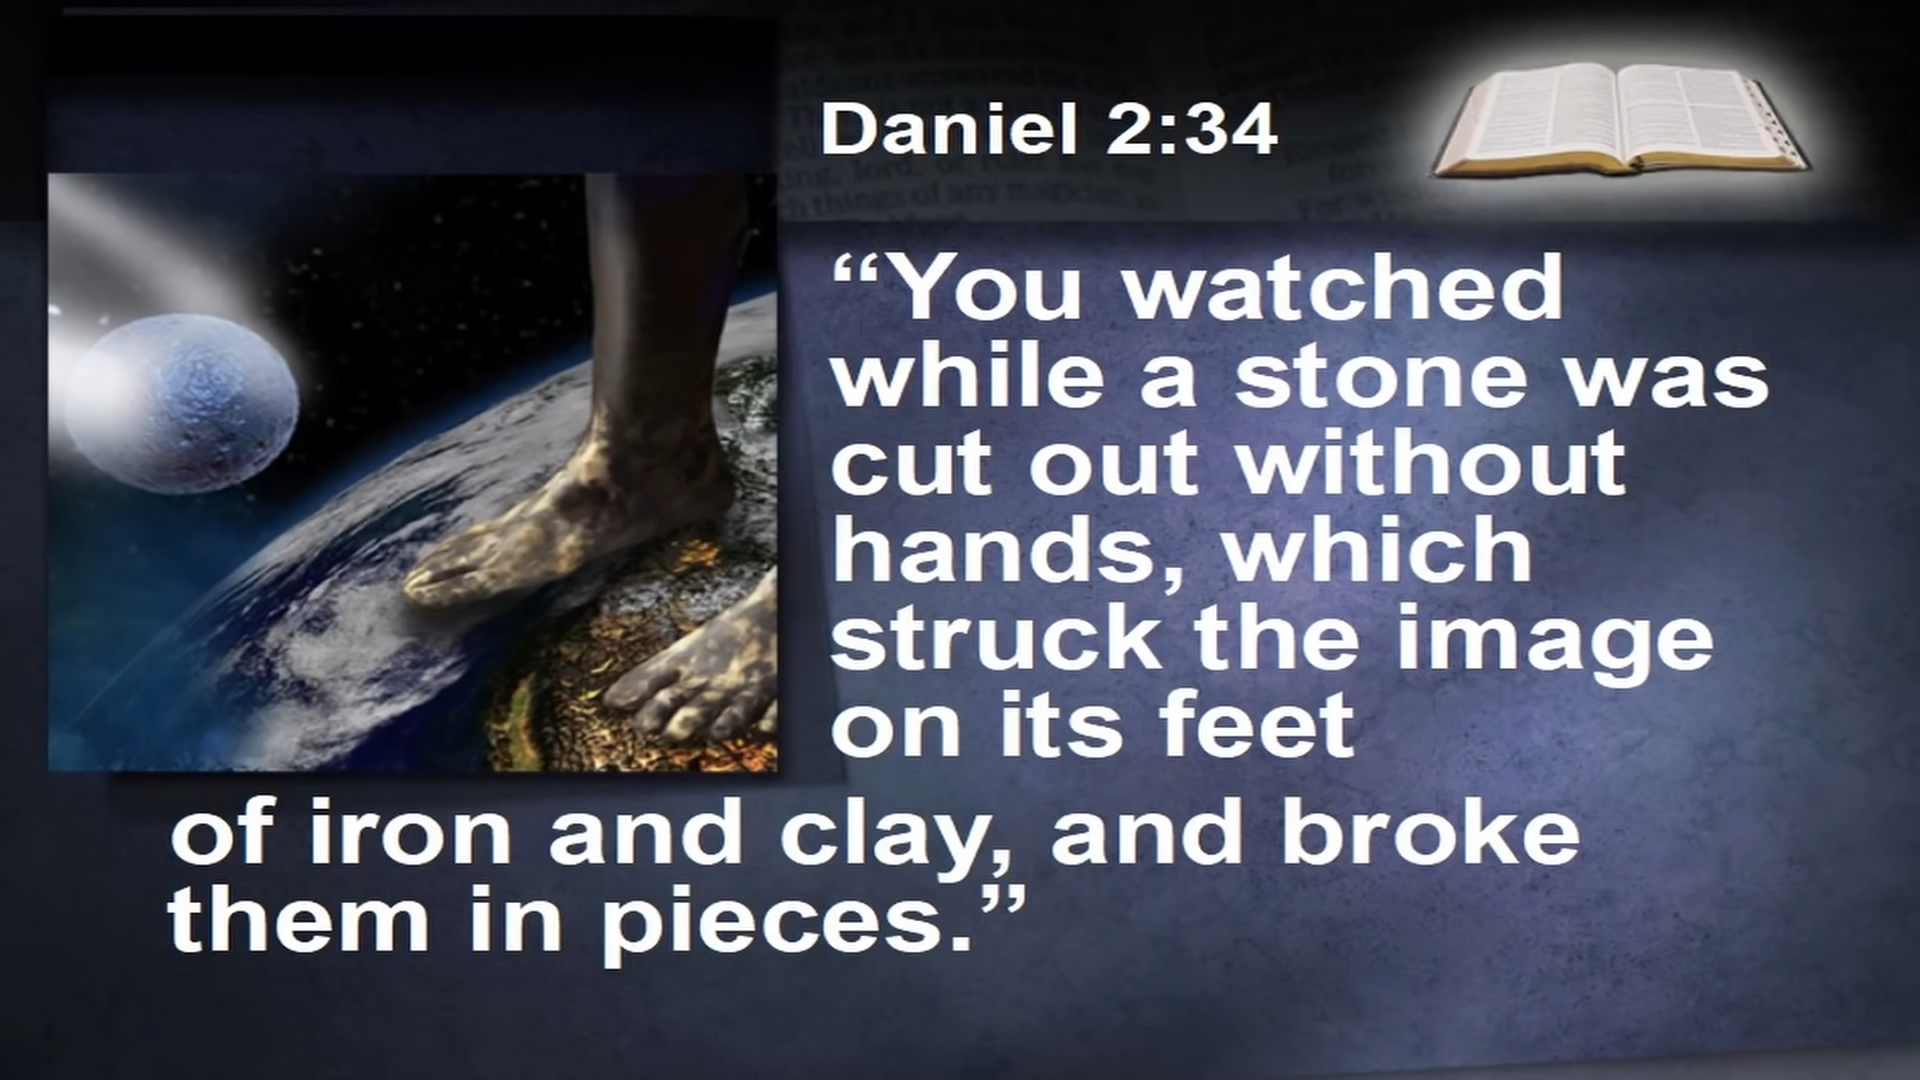 Daniel 2:34
“You watched
while a stone was
cut out without
hands, which
struck the image
on its feet
of iron and clay, and broke
them in pieces.”